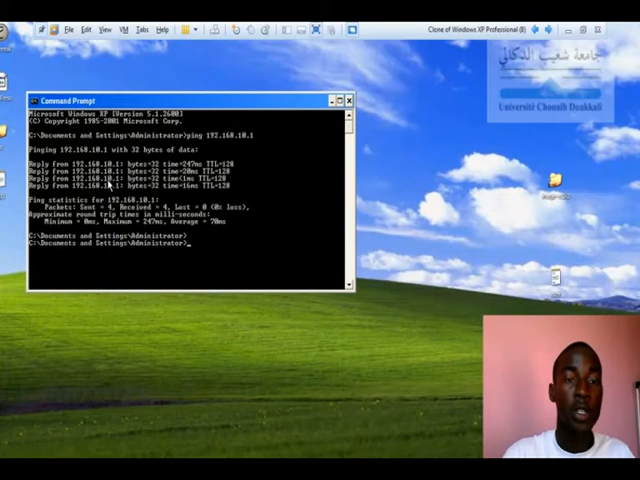 File Edit View VM Tabs Help
Clone of Windows XP Professional (8)
جامعة شعيب الدكالي
Université Chouaib Doukkali
Command Prompt
Microsoft Windows XP [Version 5.1.2600]
(C) Copyright 1985-2001 Microsoft Corp.
C:\Documents and Settings\Administrator>ping 192.168.10.1
Pinging 192.168.10.1 with 32 bytes of data:
Reply from 192.168.10.1: bytes=32 time=247ms TTL=128
Reply from 192.168.10.1: bytes=32 time=20ms TTL=128
Reply from 192.168.10.1: bytes=32 time<1ms TTL=128
Reply from 192.168.10.1: bytes=32 time=16ms TTL=128
Ping statistics for 192.168.10.1:
Packets: Sent = 4, Received = 4, Lost = 0 (0% loss),
Approximate round trip times in milli-seconds:
Minimum = 0ms, Maximum = 247ms, Average = 70ms
C:\Documents and Settings\Administrator>
C:\Documents and Settings\Administrator>_